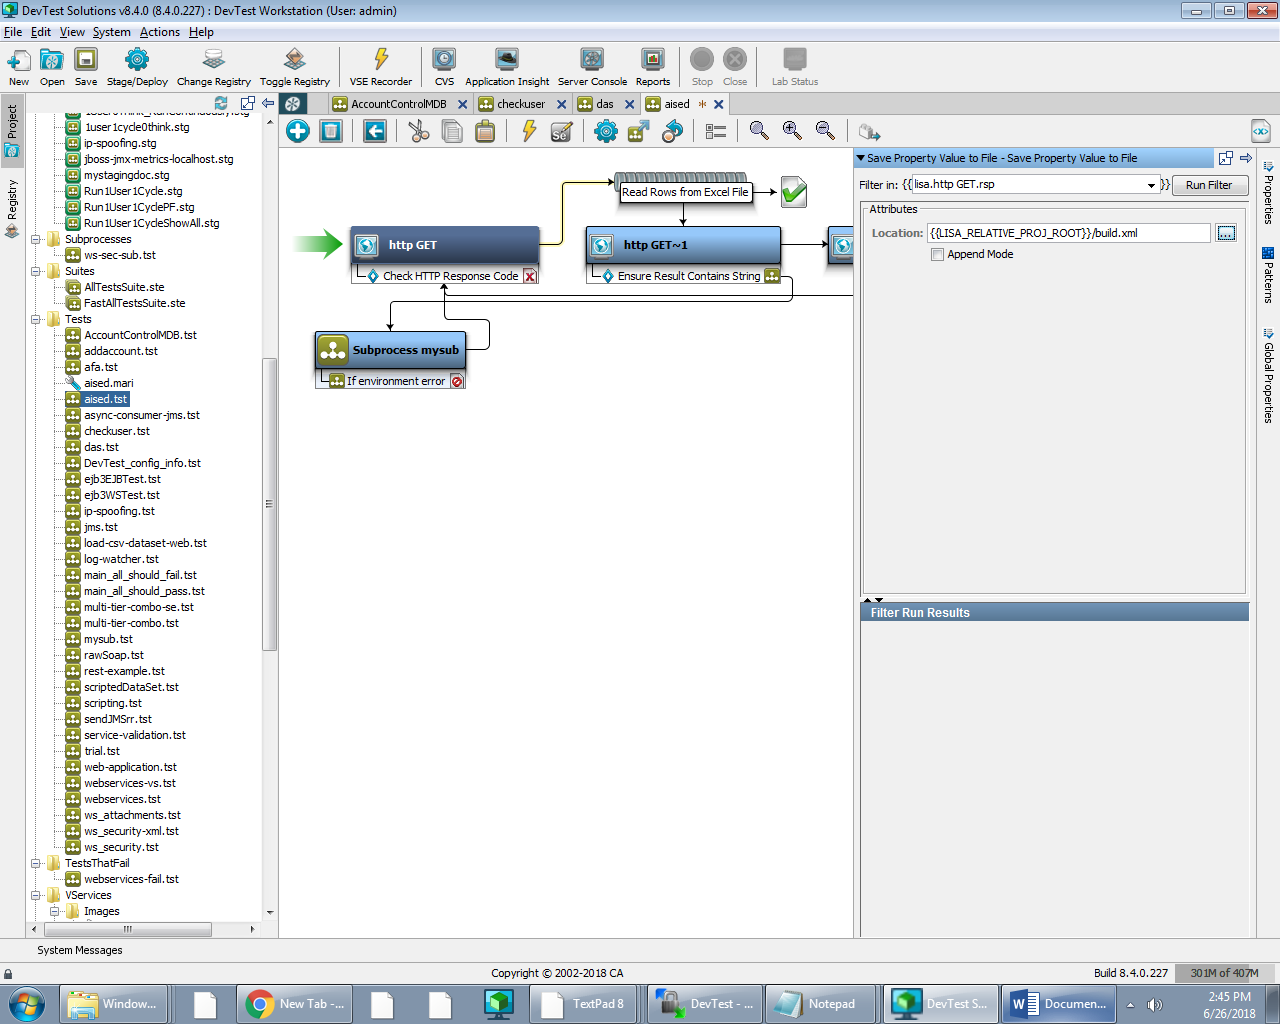 DevTest Solutions v8.4.0 (8.4.0.227) : DevTest Workstation (User: admin)
File Edit View System Actions Help
New Open Save Stage/Deploy Change Registry Toggle Registry VSE Recorder CVS Application Insight Server Console Reports Stop Close Lab Status
Project
Registry
1user1cycle0think.stg
ip-spoofing.stg
jboss-jmx-metrics-localhost.stg
mystagingdoc.stg
Run1User1Cycle.stg
Run1User1CyclePF.stg
Run1User1CycleShowAll.stg
Subprocesses
ws-sec-sub.tst
Suites
AllTestsSuite.ste
FastAllTestsSuite.ste
Tests
AccountControlMDB.tst
addaccount.tst
afa.tst
aised.mari
aised.tst
async-consumer-jms.tst
checkuser.tst
das.tst
DevTest_config_info.tst
ejb3EJBTest.tst
ejb3WSTest.tst
ip-spoofing.tst
jms.tst
load-csv-dataset-web.tst
log-watcher.tst
main_all_should_fail.tst
main_all_should_pass.tst
multi-tier-combo-se.tst
multi-tier-combo.tst
mysub.tst
rawSoap.tst
rest-example.tst
scriptedDataSet.tst
scripting.tst
sendJMSrr.tst
service-validation.tst
trial.tst
web-application.tst
webservices-vs.tst
webservices.tst
ws_attachments.tst
ws_security-xml.tst
ws_security.tst
TestsThatFail
webservices-fail.tst
VServices
Images
AccountControlMDB checkuser das aised
Read Rows from Excel File
http GET
Check HTTP Response Code
http GET~1
Ensure Result Contains String
Subprocess mysub
If environment error
Save Property Value to File - Save Property Value to File
Filter in: {{lisa.http GET.rsp}} Run Filter
Attributes
Location: {{LISA_RELATIVE_PROJ_ROOT}}/build.xml ...
Append Mode
Filter Run Results
Properties
Patterns
Global Properties
System Messages
Copyright © 2002-2018 CA
Build 8.4.0.227 301M of 407M
Window... New Tab -... TextPad 8 DevTest - ... Notepad DevTest S... Documen...
2:45 PM
6/26/2018